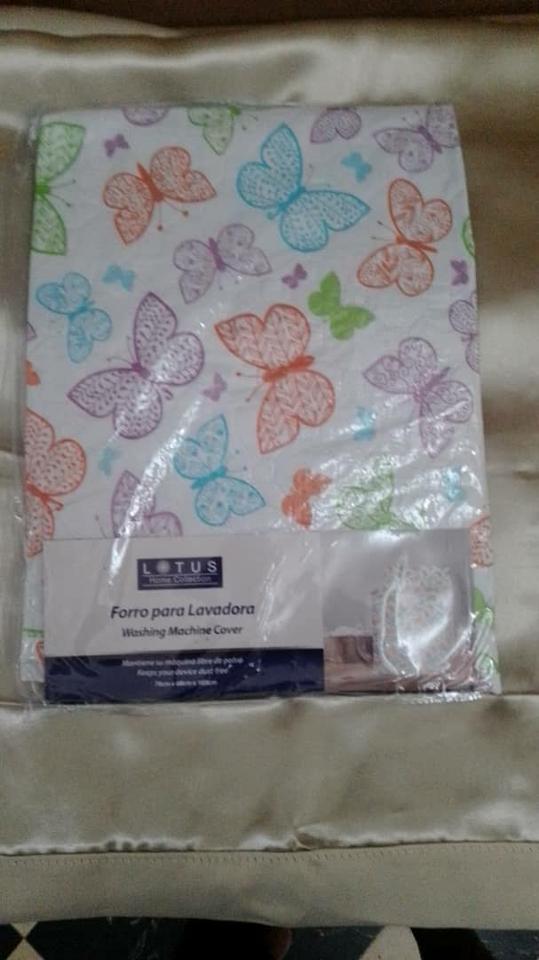 LOTUS
Home Collection
Forro para Lavadora
Washing Machine Cover
Mantiene su máquina libre de polvo
Keeps your device dust free